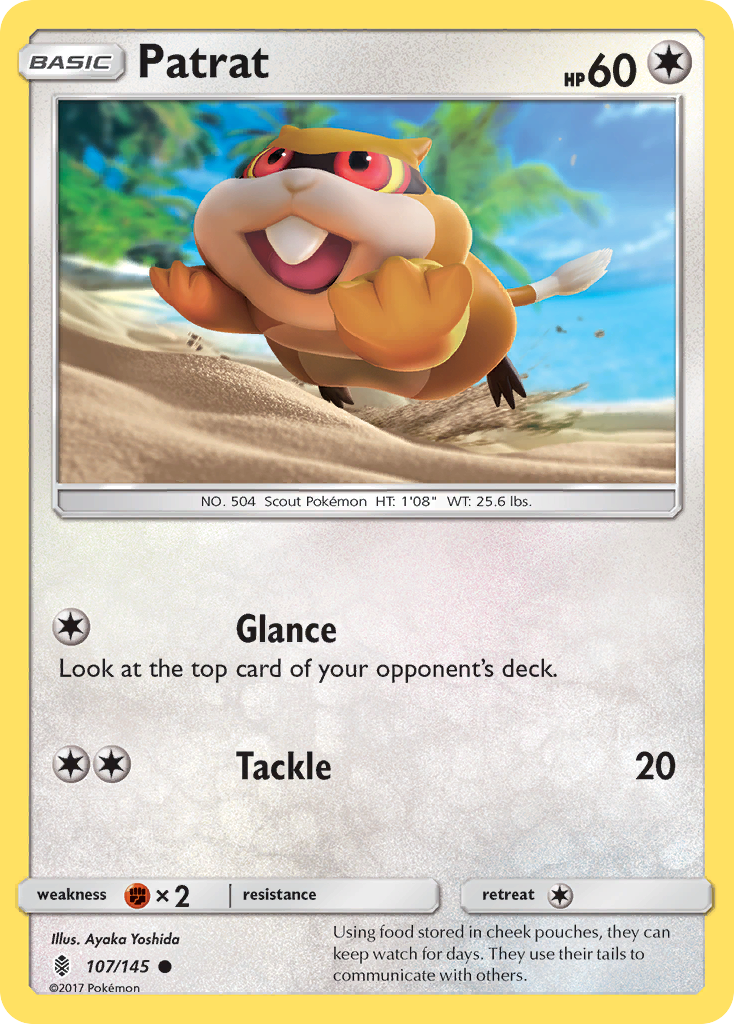 BASIC Patrat HP60
NO. 504 Scout Pokémon HT: 1'08" WT: 25.6 lbs.
Glance
Look at the top card of your opponent's deck.
Tackle 20
weakness ×2 resistance retreat
Illus. Ayaka Yoshida
107/145
©2017 Pokémon
Using food stored in cheek pouches, they can
keep watch for days. They use their tails to
communicate with others.